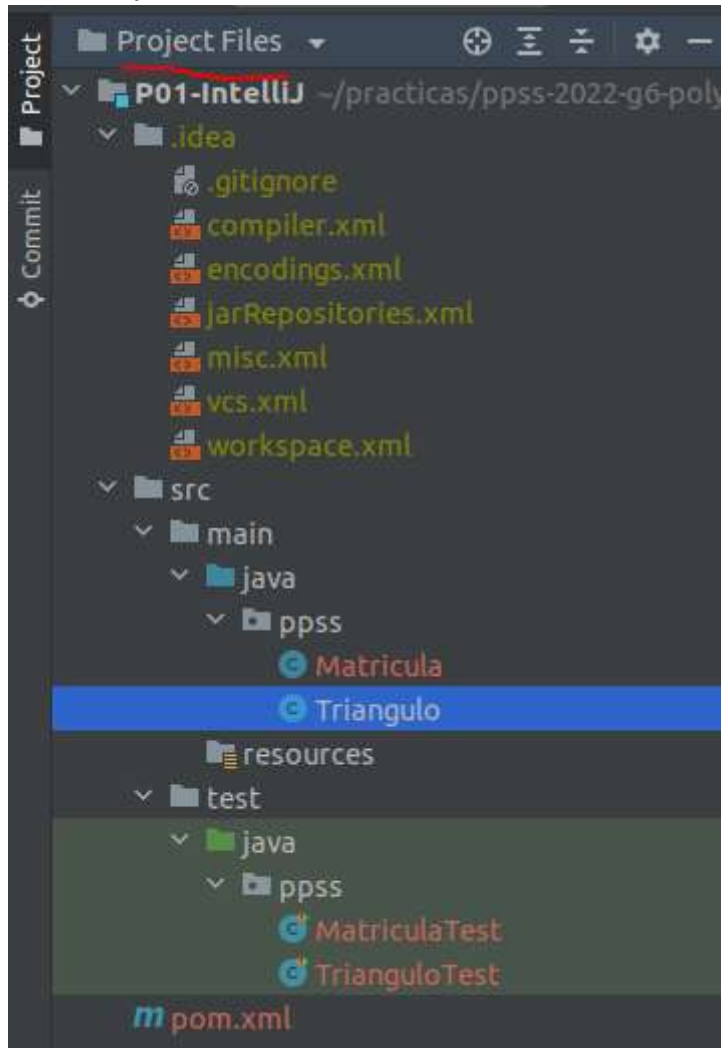 Project
Commit
Project Files
P01-IntelliJ ~/practicas/ppss-2022-g6-poly
.idea
.gitignore
compiler.xml
encodings.xml
jarRepositories.xml
misc.xml
vcs.xml
workspace.xml
src
main
java
ppss
Matricula
Triangulo
resources
test
java
ppss
MatriculaTest
TrianguloTest
pom.xml